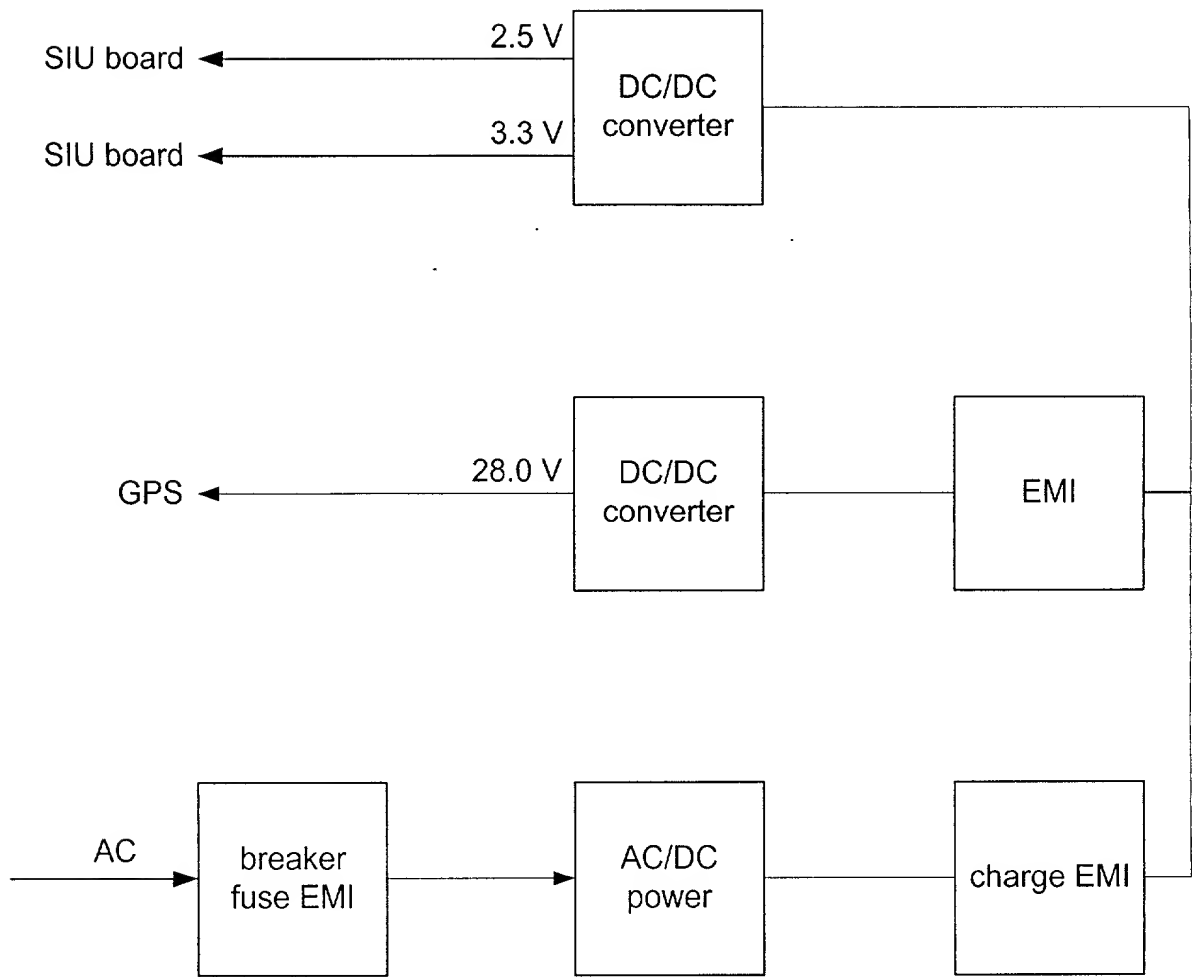 2.5 V
SIU board
DC/DC
converter
3.3 V
SIU board
28.0 V
GPS
DC/DC
converter
EMI
AC
breaker
fuse EMI
AC/DC
power
charge EMI